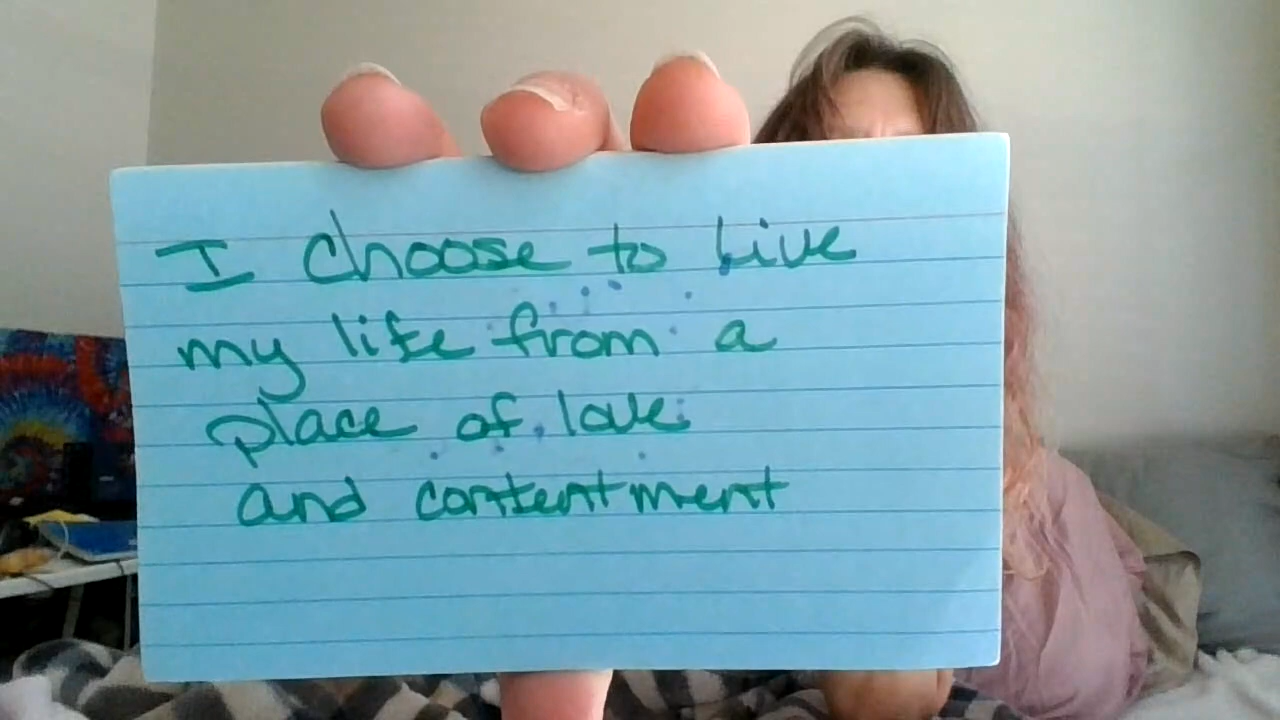 I choose to live
my life from a
place of love
and contentment